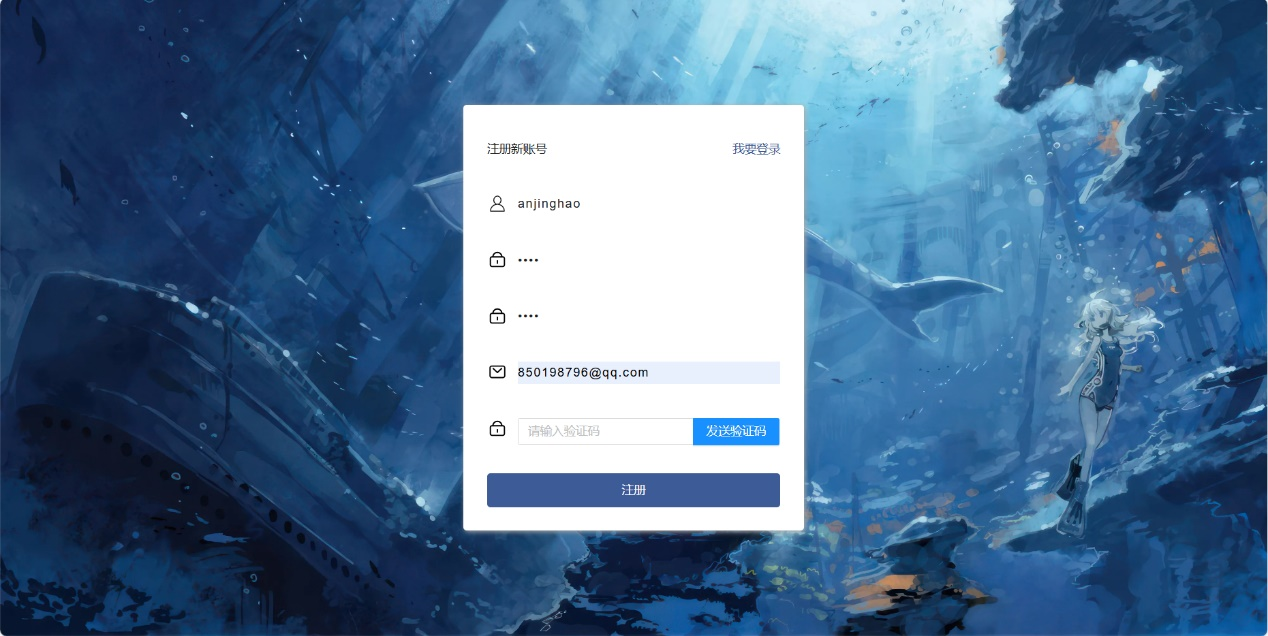 注册新账号 我要登录
anjinghao
••••
••••
850198796@qq.com
请输入验证码 发送验证码
注册